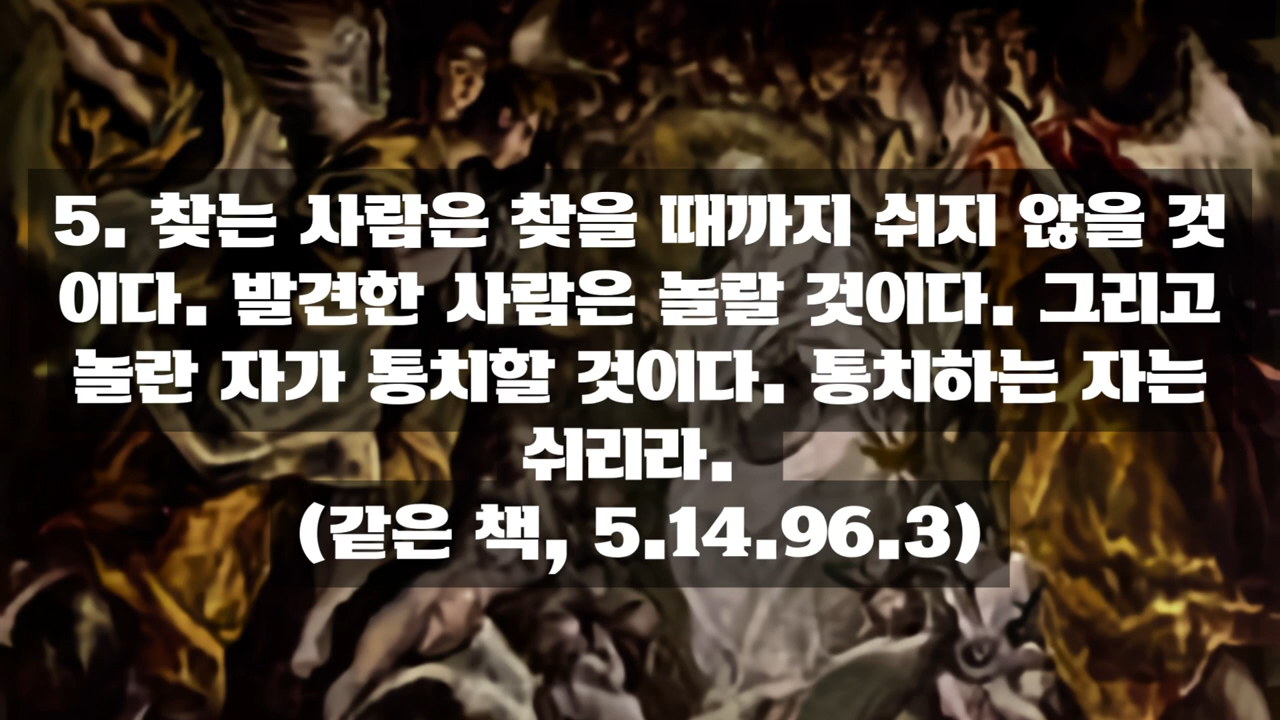 5. 찾는 사람은 찾을 때까지 쉬지 않을 것
이다. 발견한 사람은 놀랄 것이다. 그리고
놀란 자가 통치할 것이다. 통치하는 자는
쉬리라.
(같은 책, 5.14.96.3)